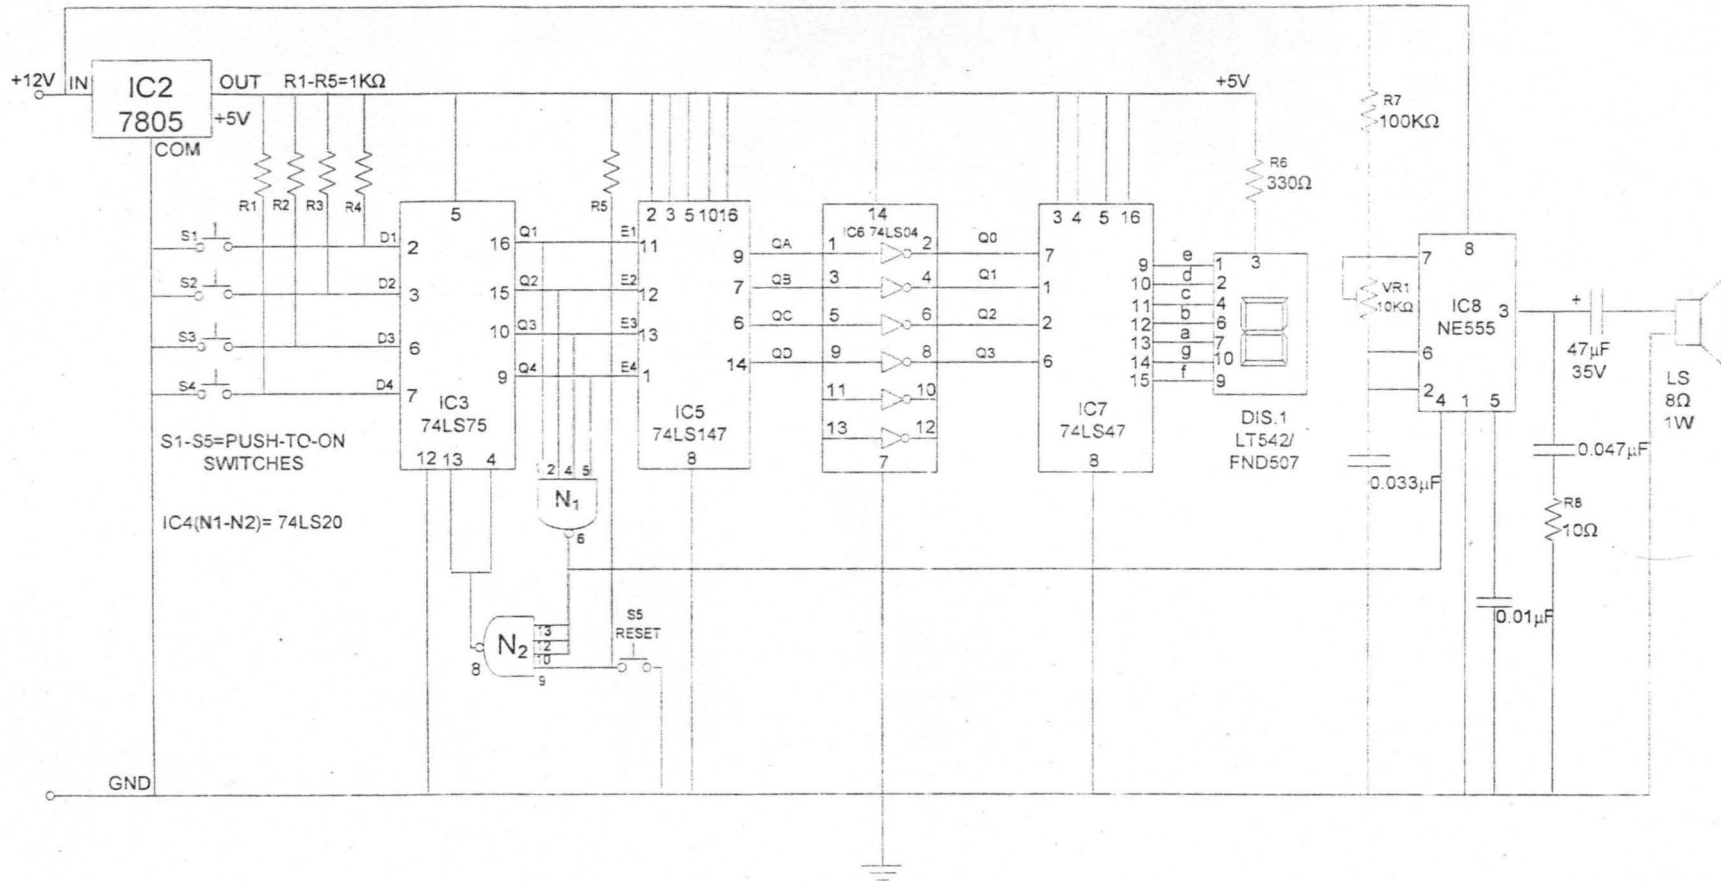 +12V
IN
IC2
7805
OUT
+5V
COM
R1-R5=1KΩ
+5V
R1
R2
R3
R4
R5
S1
S2
S3
S4
D1
D2
D3
D4
5
2
3
6
7
16
15
10
9
IC3
74LS75
12 13 4
Q1
Q2
Q3
Q4
E1
E2
E3
E4
2 3 5 10 16
11
12
13
1
9
7
6
14
IC5
74LS147
8
QA
QB
QC
QD
14
IC6 74LS04
1 2
3 4
5 6
9 8
11 10
13 12
7
Q0
Q1
Q2
Q3
3 4 5 16
7
1
2
6
9
10
11
12
13
14
15
IC7
74LS47
8
e
d
c
b
a
g
f
3
1
2
4
6
7
10
9
DIS.1
LT542/
FND507
R6
330Ω
R7
100KΩ
VR1
10KΩ
7
8
IC8
NE555
3
6
2
4 1 5
+
47µF
35V
LS
8Ω
1W
0.033µF
0.047µF
R8
10Ω
0.01µF
S1-S5=PUSH-TO-ON
SWITCHES
IC4(N1-N2)= 74LS20
2 4 5
N1
6
N2
13
12
10
9
8
S5
RESET
GND